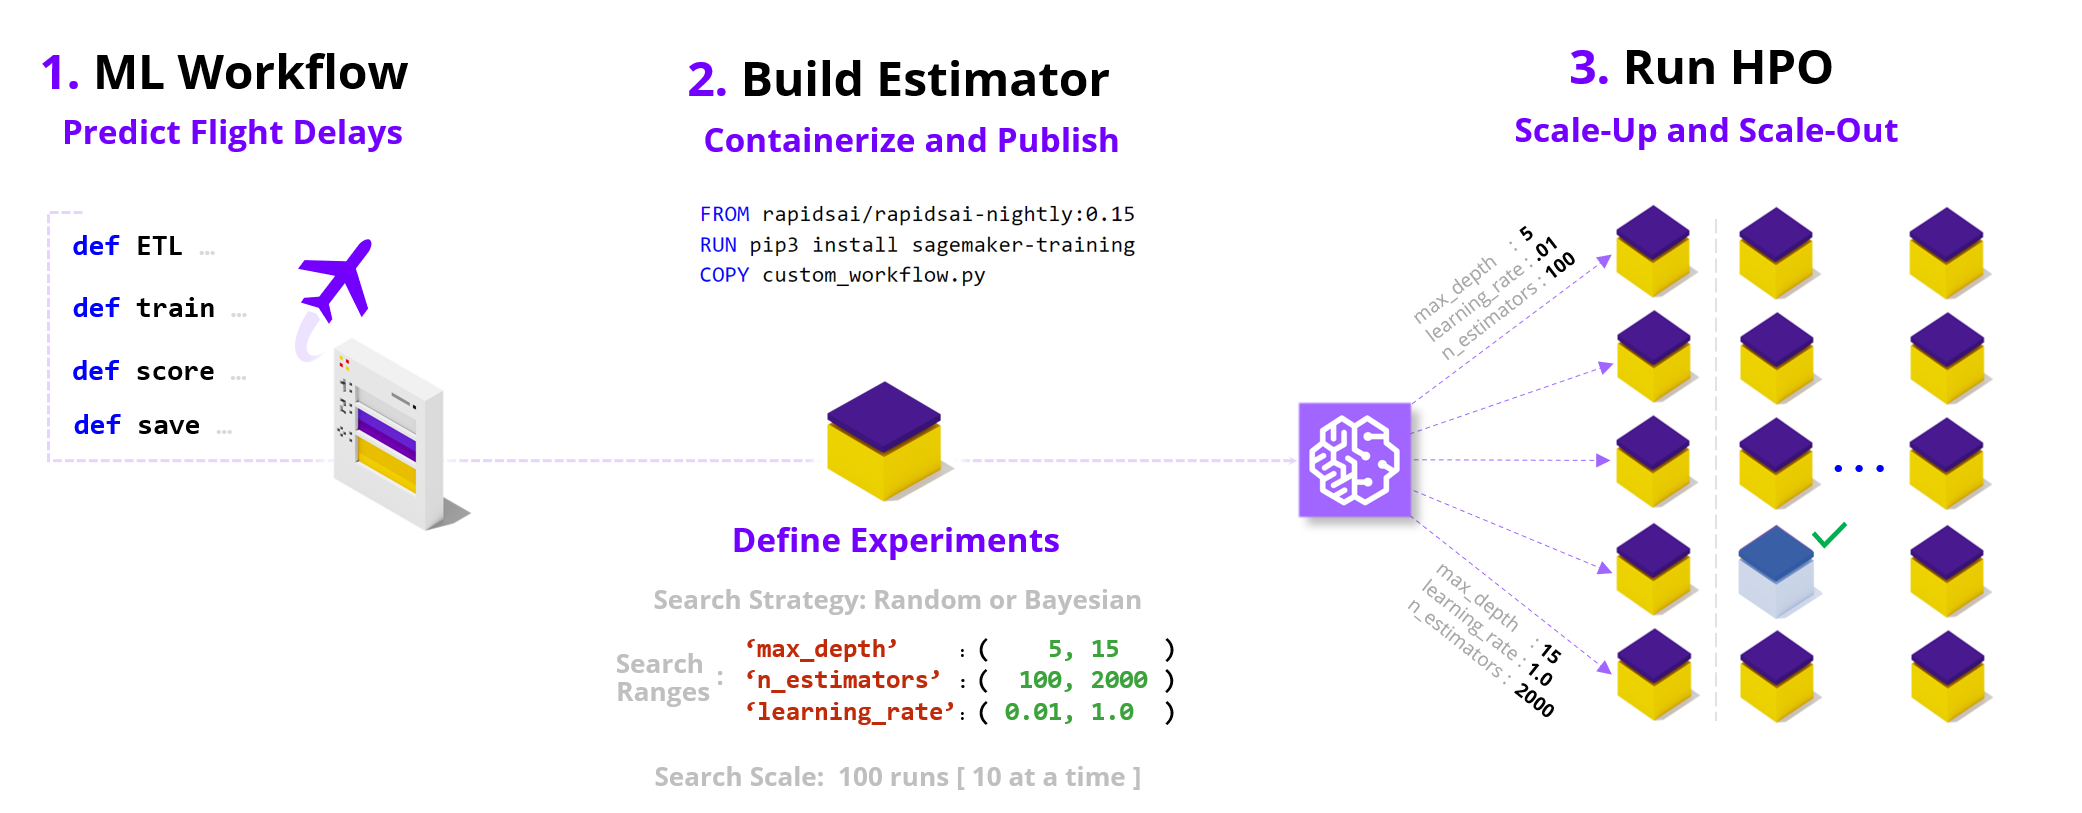 1. ML Workflow
Predict Flight Delays
def ETL ...
def train ...
def score ...
def save ...
2. Build Estimator
Containerize and Publish
FROM rapidsai/rapidsai-nightly:0.15
RUN pip3 install sagemaker-training
COPY custom_workflow.py
Define Experiments
Search Strategy: Random or Bayesian
Search Ranges :
‘max_depth’ : ( 5, 15 )
‘n_estimators’ : ( 100, 2000 )
‘learning_rate’ : ( 0.01, 1.0 )
Search Scale: 100 runs [ 10 at a time ]
3. Run HPO
Scale-Up and Scale-Out
max_depth : 5
learning_rate : .01
n_estimators : 100
...
max_depth : 15
learning_rate : 1.0
n_estimators : 2000